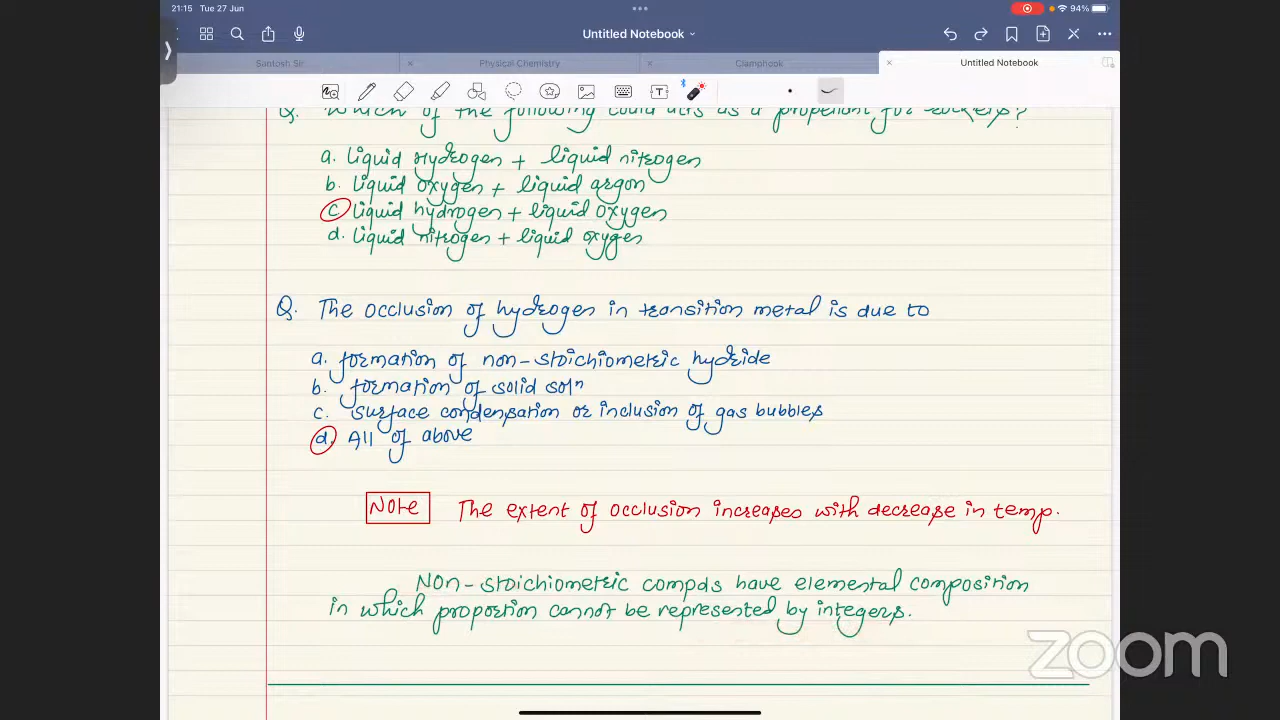 21:15 Tue 27 Jun
94%
Untitled Notebook
Santosh Sir
Physical Chemistry
Clamphook
Untitled Notebook
Q. Which of the following could acts as a propellant for rockets?
a. liquid Hydrogen + liquid nitrogen
b. liquid oxygen + liquid argon
c. liquid hydrogen + liquid oxygen
d. liquid nitrogen + liquid oxygen
Q. The occlusion of hydrogen in transition metal is due to
a. formation of non-stoichiometric hydride
b. formation of solid solⁿ
c. surface condensation or inclusion of gas bubbles
d. All of above
Note The extent of occlusion increases with decrease in temp.
Non-stoichiometric compds have elemental composition
in which proportion cannot be represented by integers.
zoom